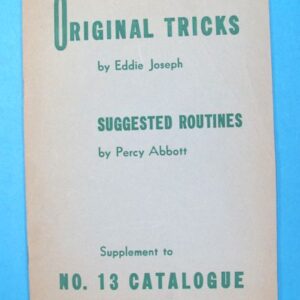 ORIGINAL TRICKS
by Eddie Joseph
SUGGESTED ROUTINES
by Percy Abbott
Supplement to
NO. 13 CATALOGUE